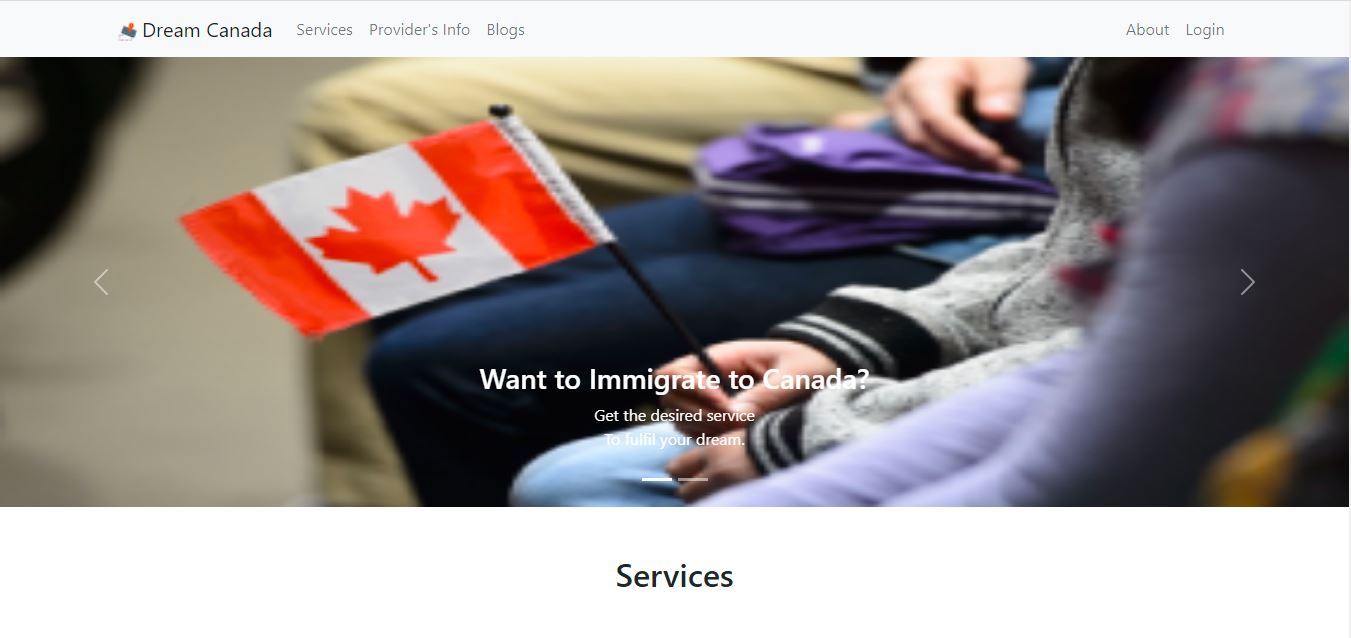 Dream Canada Services Provider's Info Blogs About Login
Want to Immigrate to Canada?
Get the desired service
To fulfil your dream.
Services